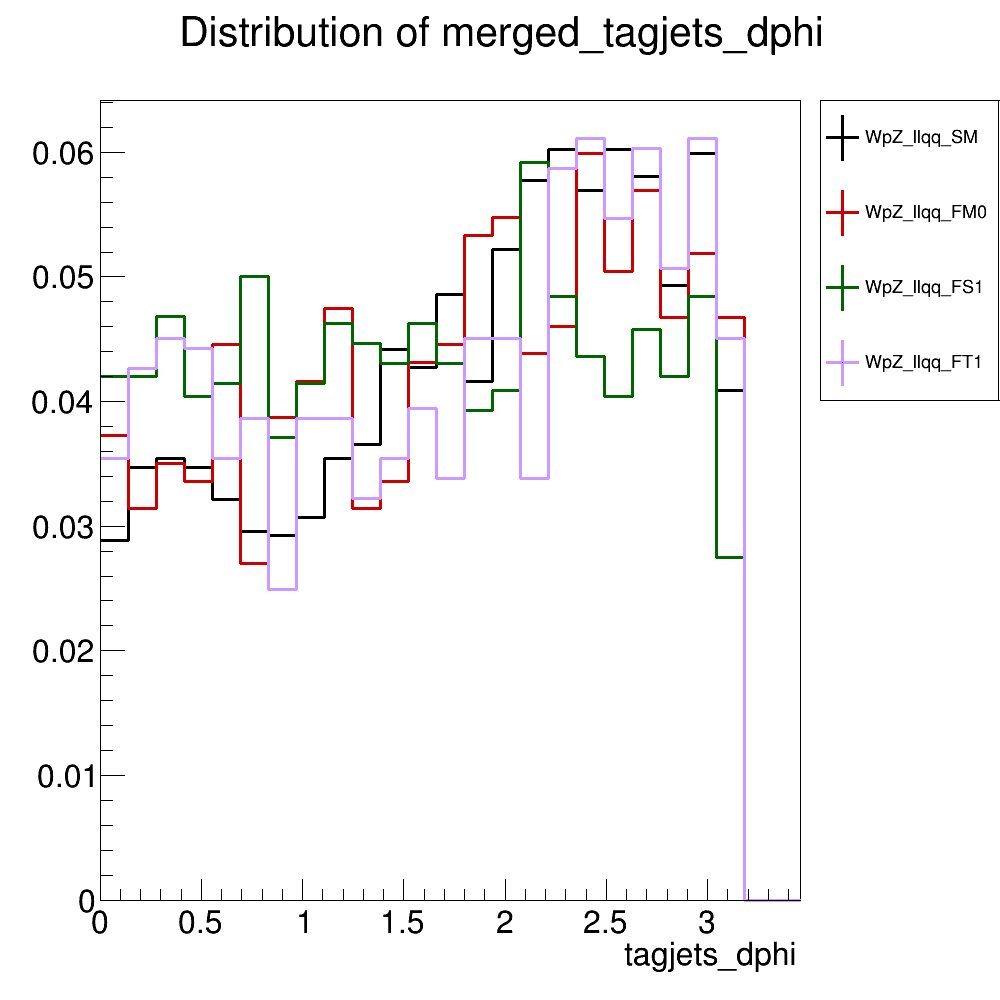 Distribution of merged_tagjets_dphi
0.06
0.05
0.04
0.03
0.02
0.01
0
0 0.5 1 1.5 2 2.5 3
tagjets_dphi
WpZ_llqq_SM
WpZ_llqq_FM0
WpZ_llqq_FS1
WpZ_llqq_FT1